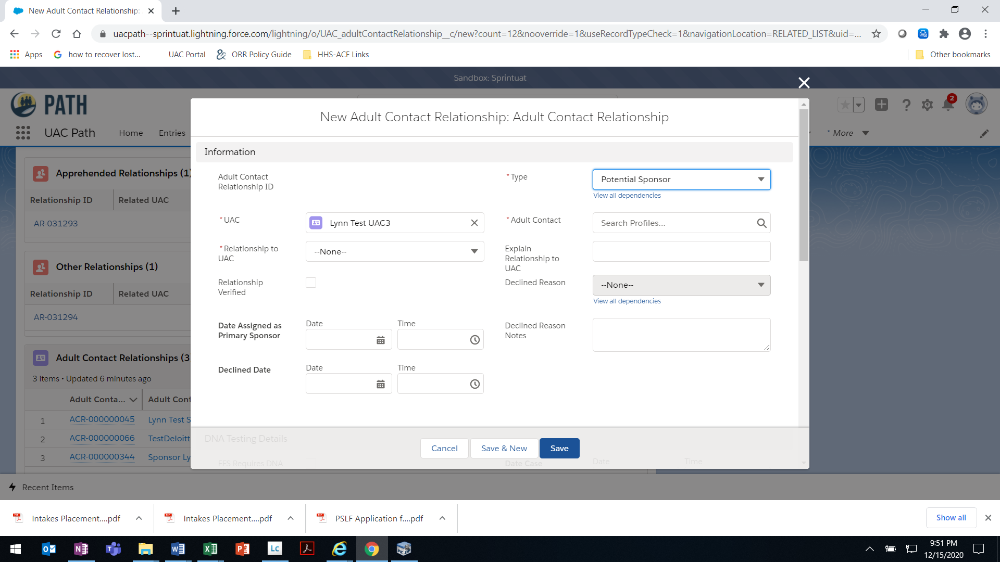 New Adult Contact Relationship:
uacpath--sprintuat.lightning.force.com/lightning/o/UAC_adultContactRelationship__c/new?count=12&nooverride=1&useRecordTypeCheck=1&navigationLocation=RELATED_LIST&uid=...
Apps
how to recover lost...
UAC Portal
ORR Policy Guide
HHS-ACF Links
Other bookmarks
Sandbox: Sprintuat
PATH
2
UAC Path
Home
Entries
* More
New Adult Contact Relationship: Adult Contact Relationship
Information
Adult Contact
Relationship ID
* Type
Potential Sponsor
View all dependencies
* UAC
Lynn Test UAC3
* Adult Contact
Search Profiles...
* Relationship to
UAC
--None--
Explain
Relationship to
UAC
Relationship
Verified
Declined Reason
--None--
View all dependencies
Date Assigned as
Primary Sponsor
Date
Time
Declined Reason
Notes
Declined Date
Date
Time
DNA Testing Details
FFS Requires DNA
Date Case
Date
Time
Cancel
Save & New
Save
Apprehended Relationships (1)
Relationship ID
Related UAC
AR-031293
Other Relationships (1)
Relationship ID
Related UAC
AR-031294
Adult Contact Relationships (3
3 items • Updated 6 minutes ago
Adult Conta...
Adult Cont
1
ACR-000000045
Lynn Test S
2
ACR-000000066
TestDeloitt
3
ACR-000000344
Sponsor Ly
Recent Items
Intakes Placement....pdf
Intakes Placement....pdf
PSLF Application f....pdf
Show all
Lc
9:51 PM
12/15/2020